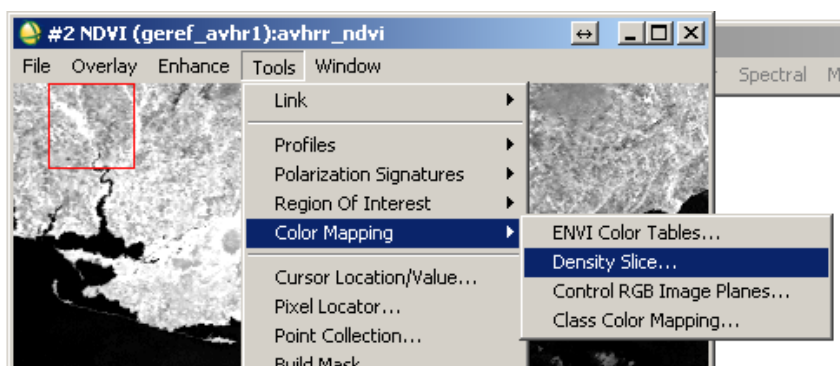 #2 NDVI (geref_avhr1):avhrr_ndvi
File Overlay Enhance Tools Window
Spectral
Link
Profiles
Polarization Signatures
Region Of Interest
Color Mapping
ENVI Color Tables...
Density Slice...
Control RGB Image Planes...
Class Color Mapping...
Cursor Location/Value...
Pixel Locator...
Point Collection...
Build Mask